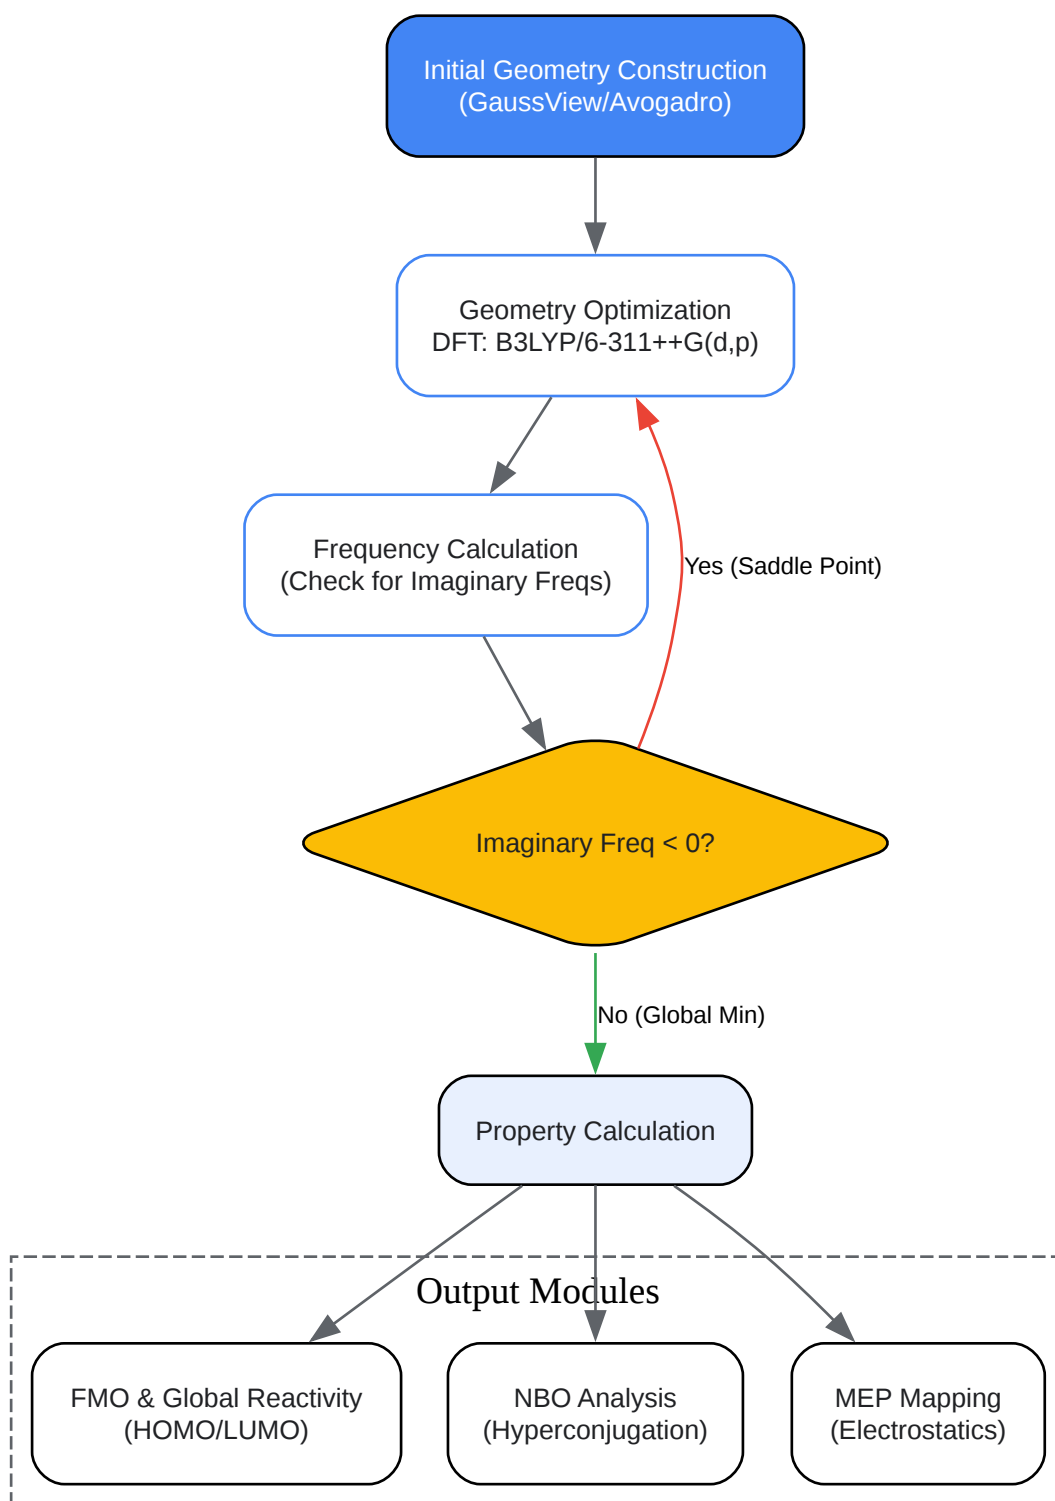 Initial Geometry Construction
(GaussView/Avogadro)
Geometry Optimization
DFT: B3LYP/6-311++G(d,p)
Frequency Calculation
(Check for Imaginary Freqs)
Yes (Saddle Point)
Imaginary Freq < 0?
No (Global Min)
Property Calculation
Output Modules
FMO & Global Reactivity
(HOMO/LUMO)
NBO Analysis
(Hyperconjugation)
MEP Mapping
(Electrostatics)